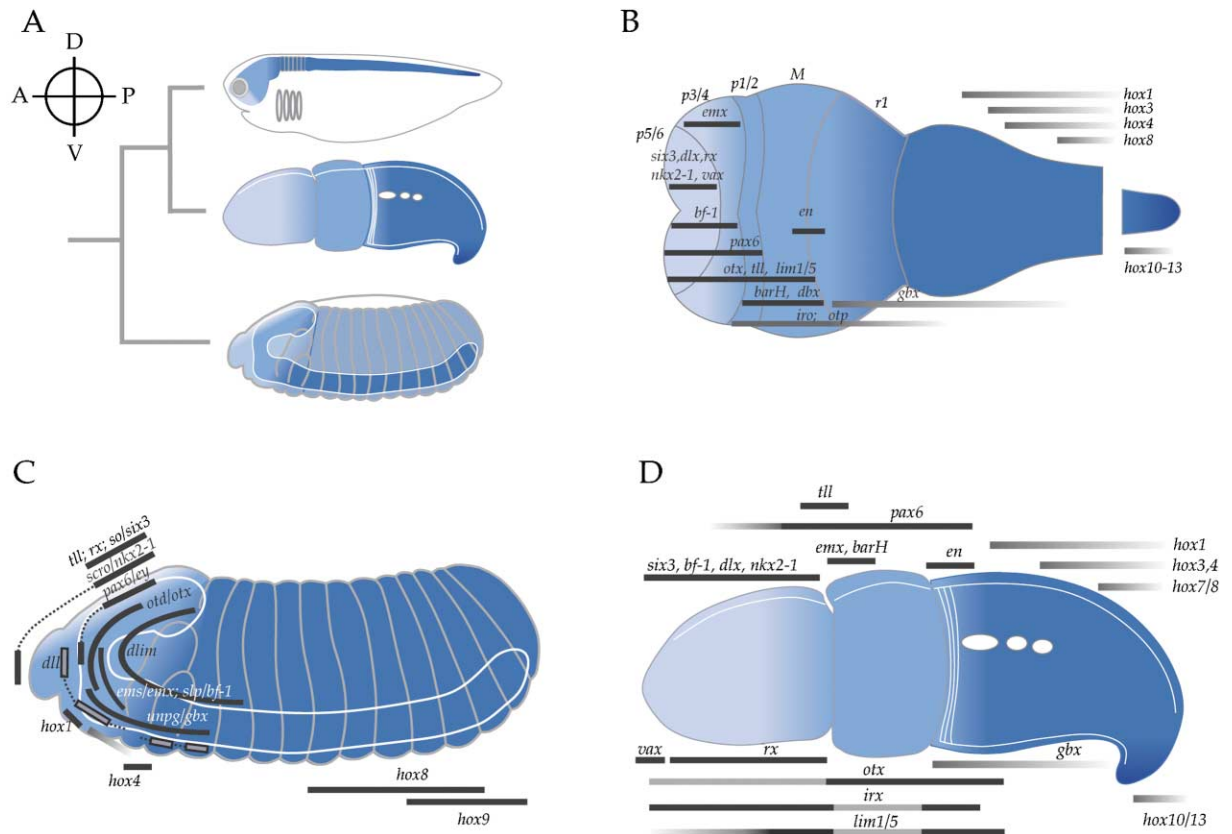 A
D
A
P
V
B
M
p1/2
p3/4
emx
r1
p5/6
six3,dlx,rx
nkx2-1, vax
bf-1
en
pax6
otx, tll, lim1/5
barH, dbx
gbx
iro; otp
hox1
hox3
hox4
hox8
hox10-13
C
tll; rx; so/six3
scro/nkx2-1
pax6/ey
otd/otx
dll
dlim
ems/emx; slp/bf-1
unpg/gbx
hox1
hox4
hox8
hox9
D
tll
pax6
emx, barH
en
six3, bf-1, dlx, nkx2-1
hox1
hox3,4
hox7/8
vax
rx
gbx
otx
irx
lim1/5
hox10/13